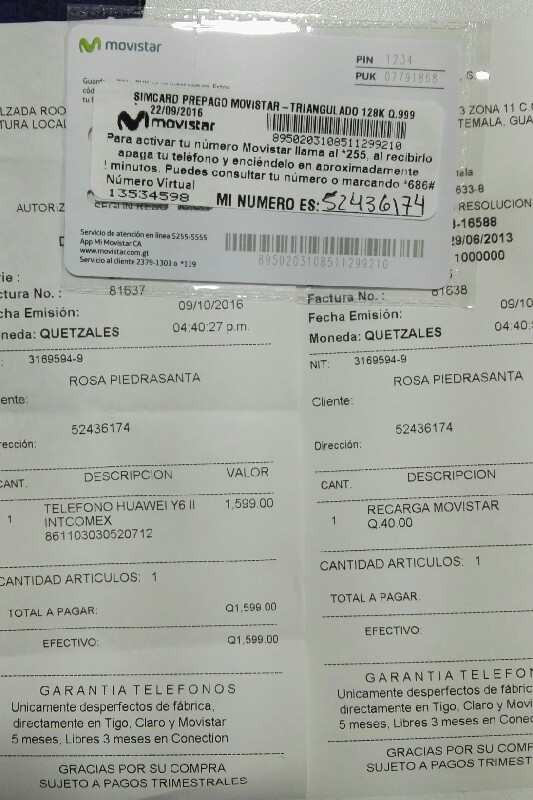 movistar
PIN 1234
PUK 07791868
SIMCARD PREPAGO MOVISTAR - TRIANGULADO 128K Q.999
22/09/2016
movistar
8950203108511299210
Para activar tu número Movistar llama al *255, al recibirlo
apaga tu teléfono y enciéndelo en aproximadamente
minutos. Puedes consultar tu número o marcando *686#
Número Virtual
13534598
MI NUMERO ES: 52436174
Servicio de atención en línea 5255-5555
App Mi Movistar CA
www.movistar.com.gt
Servicio al cliente 2379-1301 o *119
8950203108511299210
LZADA ROO
TURA LOCAL
AUTORIZ
rie :
Factura No. : 81637
cha Emisión: 09/10/2016
oneda: QUETZALES 04:40:27 p.m.
IT: 3169594-9
ROSA PIEDRASANTA
ente:
52436174
rección:
CANT. DESCRIPCION VALOR
1 TELEFONO HUAWEI Y6 II 1,599.00
INTCOMEX
861103030520712
CANTIDAD ARTICULOS: 1
TOTAL A PAGAR: Q1,599.00
EFECTIVO: Q1,599.00
GARANTIA TELEFONOS
Unicamente desperfectos de fábrica,
directamente en Tigo, Claro y Movistar
5 meses, Libres 3 meses en Conection
GRACIAS POR SU COMPRA
SUJETO A PAGOS TRIMESTRALES
3 ZONA 11 C.C
TEMALA, GUA
ala
633-8
RESOLUCION
-16588
29/06/2013
1000000
Factura No.: 81638
Fecha Emisión: 09/10
Moneda: QUETZALES 04:40:
NIT: 3169594-9
ROSA PIEDRASANTA
Cliente:
52436174
Dirección:
CANT. DESCRIPCION
1 RECARGA MOVISTAR
Q.40.00
CANTIDAD ARTICULOS: 1
TOTAL A PAGAR:
EFECTIVO:
GARANTIA TELEFON
Unicamente desperfectos de fábrica
directamente en Tigo, Claro y Movi
5 meses, Libres 3 meses en Conec
GRACIAS POR SU COMP
SUJETO A PAGOS TRIMEST